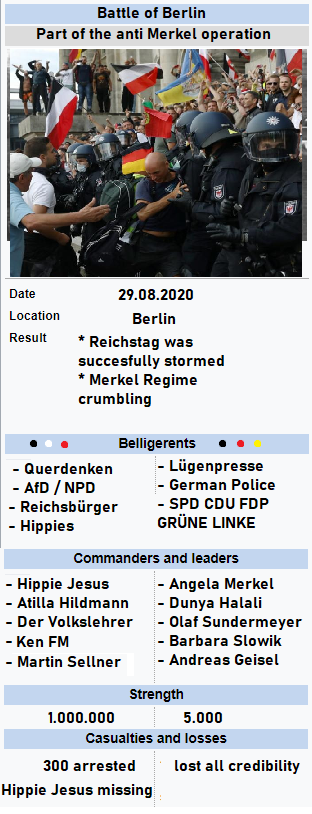 Battle of Berlin
Part of the anti Merkel operation
Date 29.08.2020
Location Berlin
Result * Reichstag was
succesfully stormed
* Merkel Regime
crumbling
Belligerents
- Querdenken
- AfD / NPD
- Reichsbürger
- Hippies
- Lügenpresse
- German Police
- SPD CDU FDP
GRÜNE LINKE
Commanders and leaders
- Hippie Jesus
- Atilla Hildmann
- Der Volkslehrer
- Ken FM
- Martin Sellner
- Angela Merkel
- Dunya Halali
- Olaf Sundermeyer
- Barbara Slowik
- Andreas Geisel
Strength
1.000.000 5.000
Casualties and losses
300 arrested
Hippie Jesus missing
lost all credibility